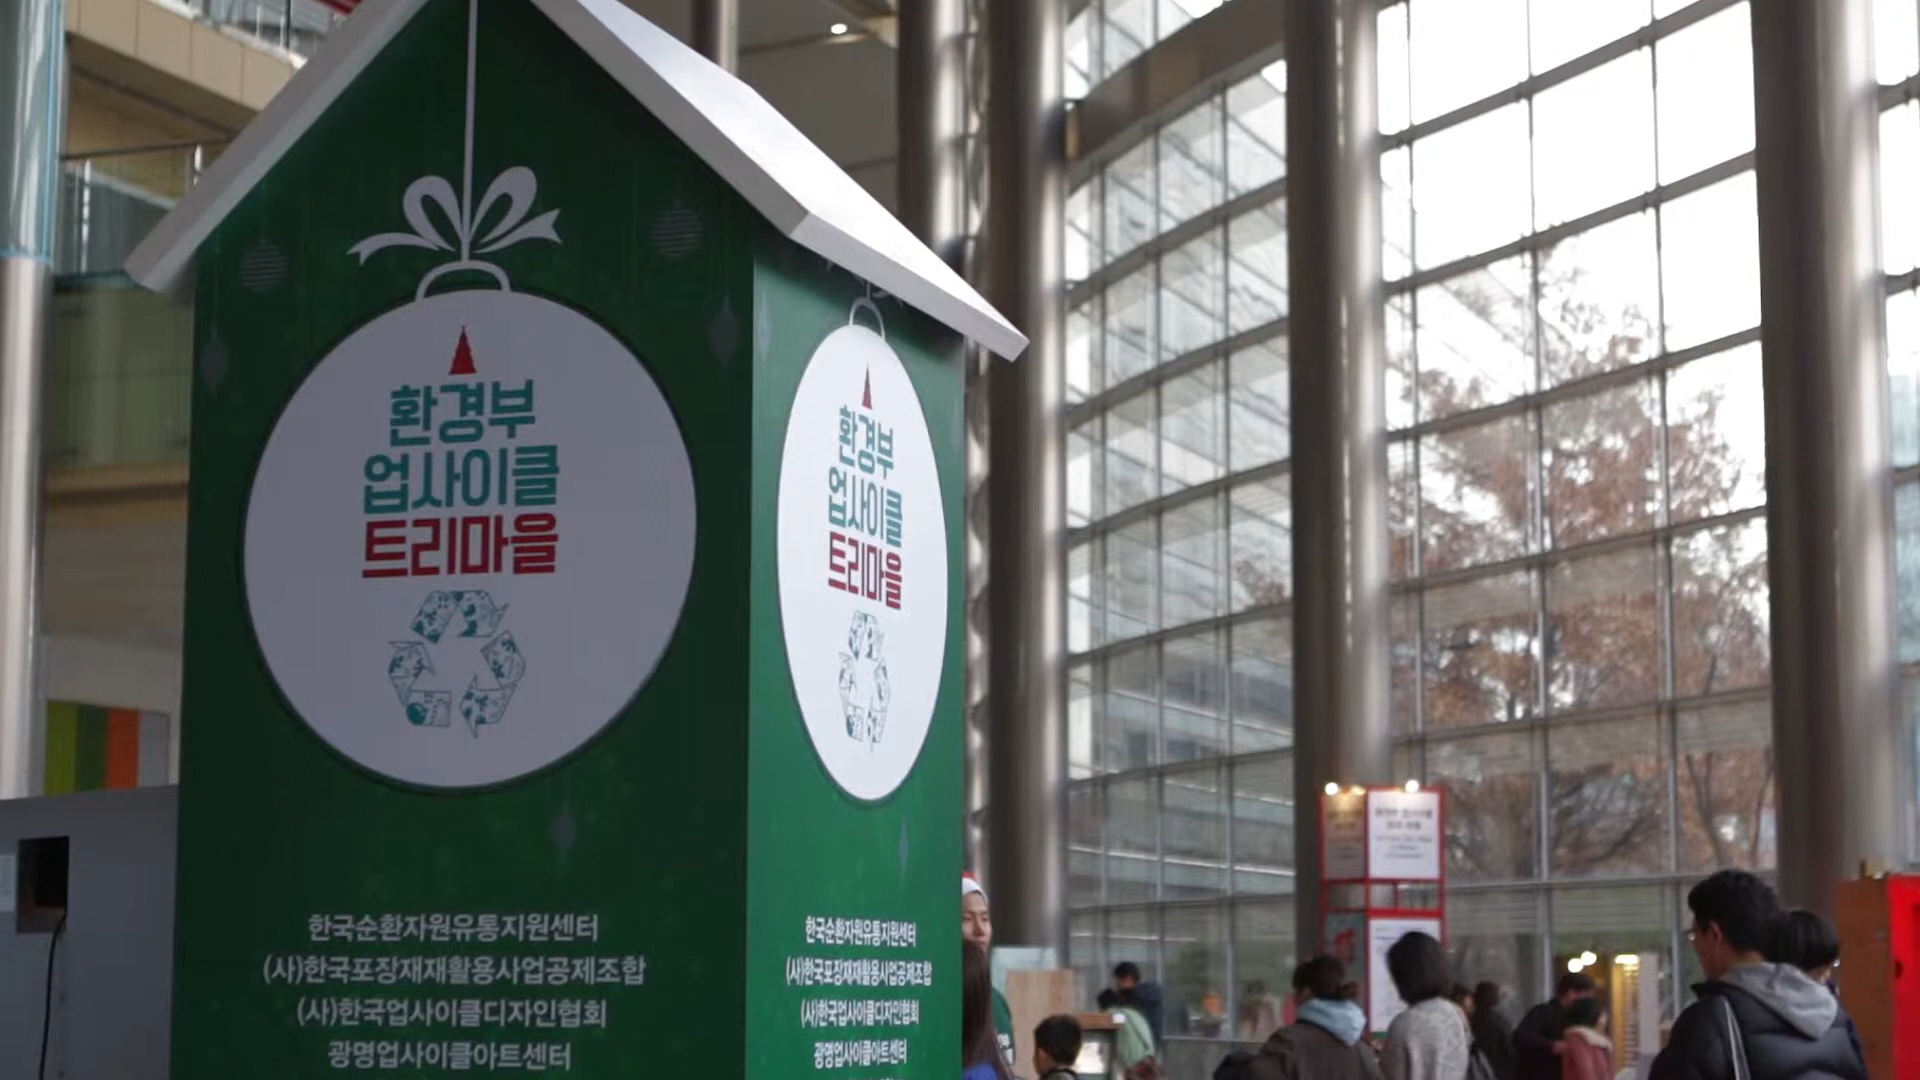 환경부
업사이클
트리마을
한국순환자원유통지원센터
(사)한국포장재재활용사업공제조합
(사)한국업사이클디자인협회
광명업사이클아트센터
환경부
업사이클
트리마을
한국순환자원유통지원센터
(사)한국포장재재활용사업공제조합
(사)한국업사이클디자인협회
광명업사이클아트센터